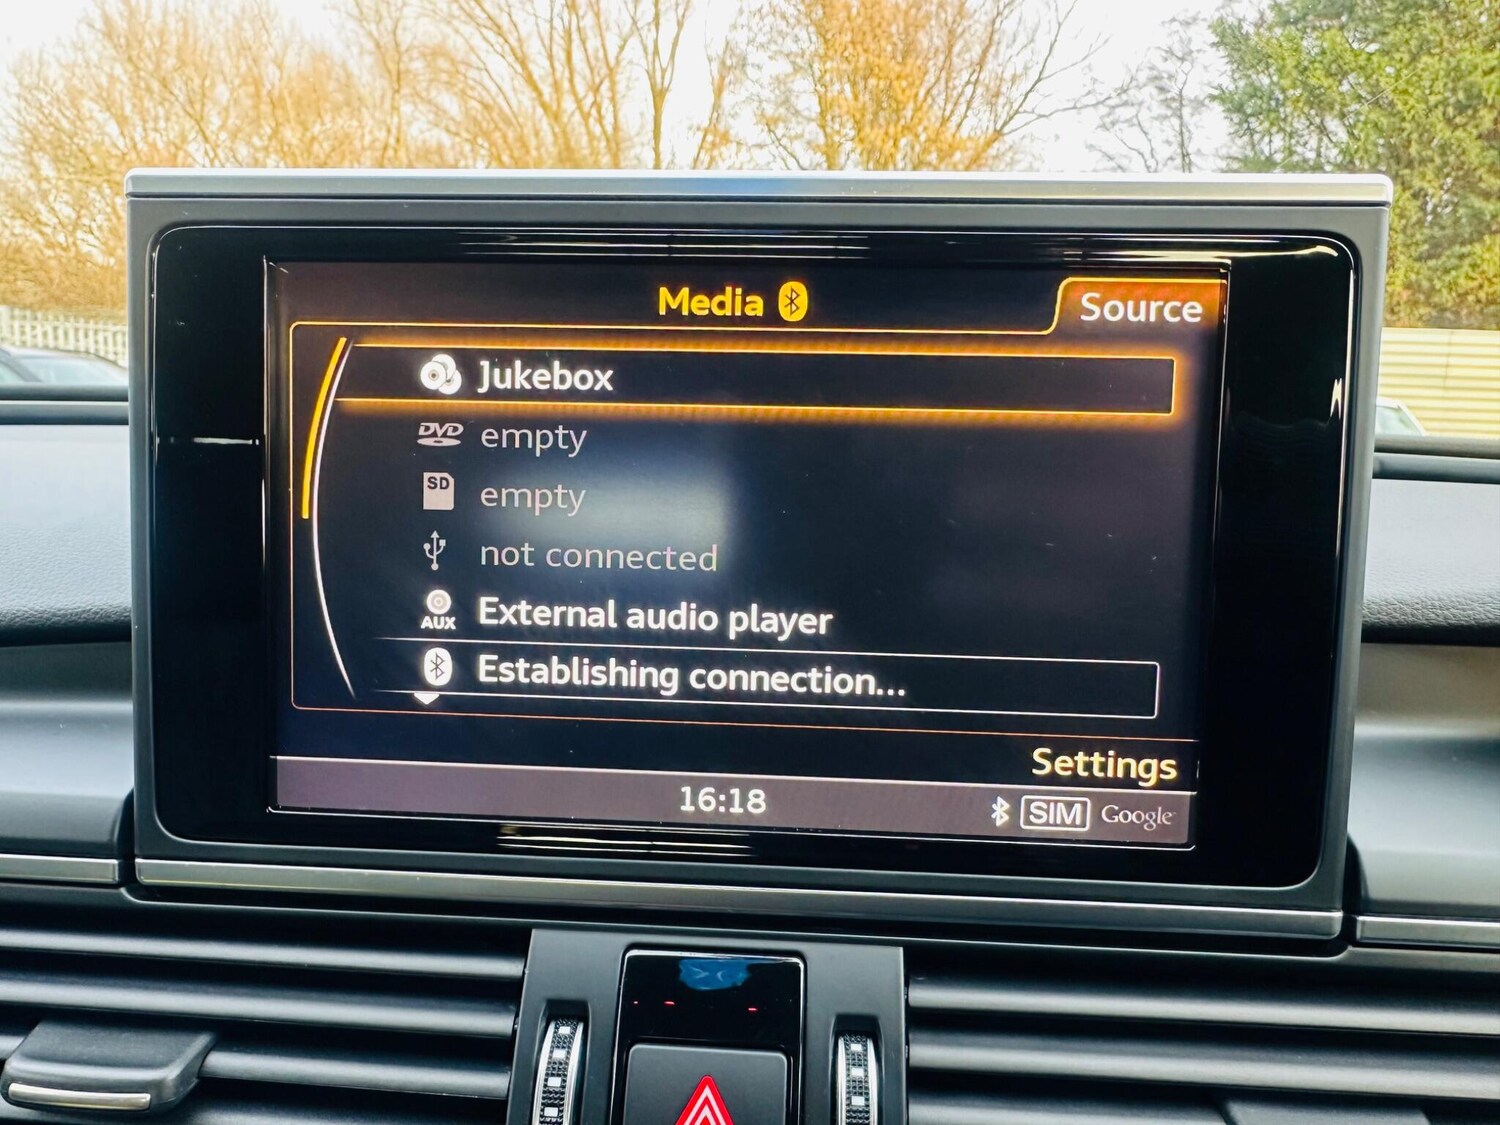 Media
Source
Jukebox
DVD empty
SD empty
not connected
AUX External audio player
Establishing connection...
Settings
16:18
SIM Google